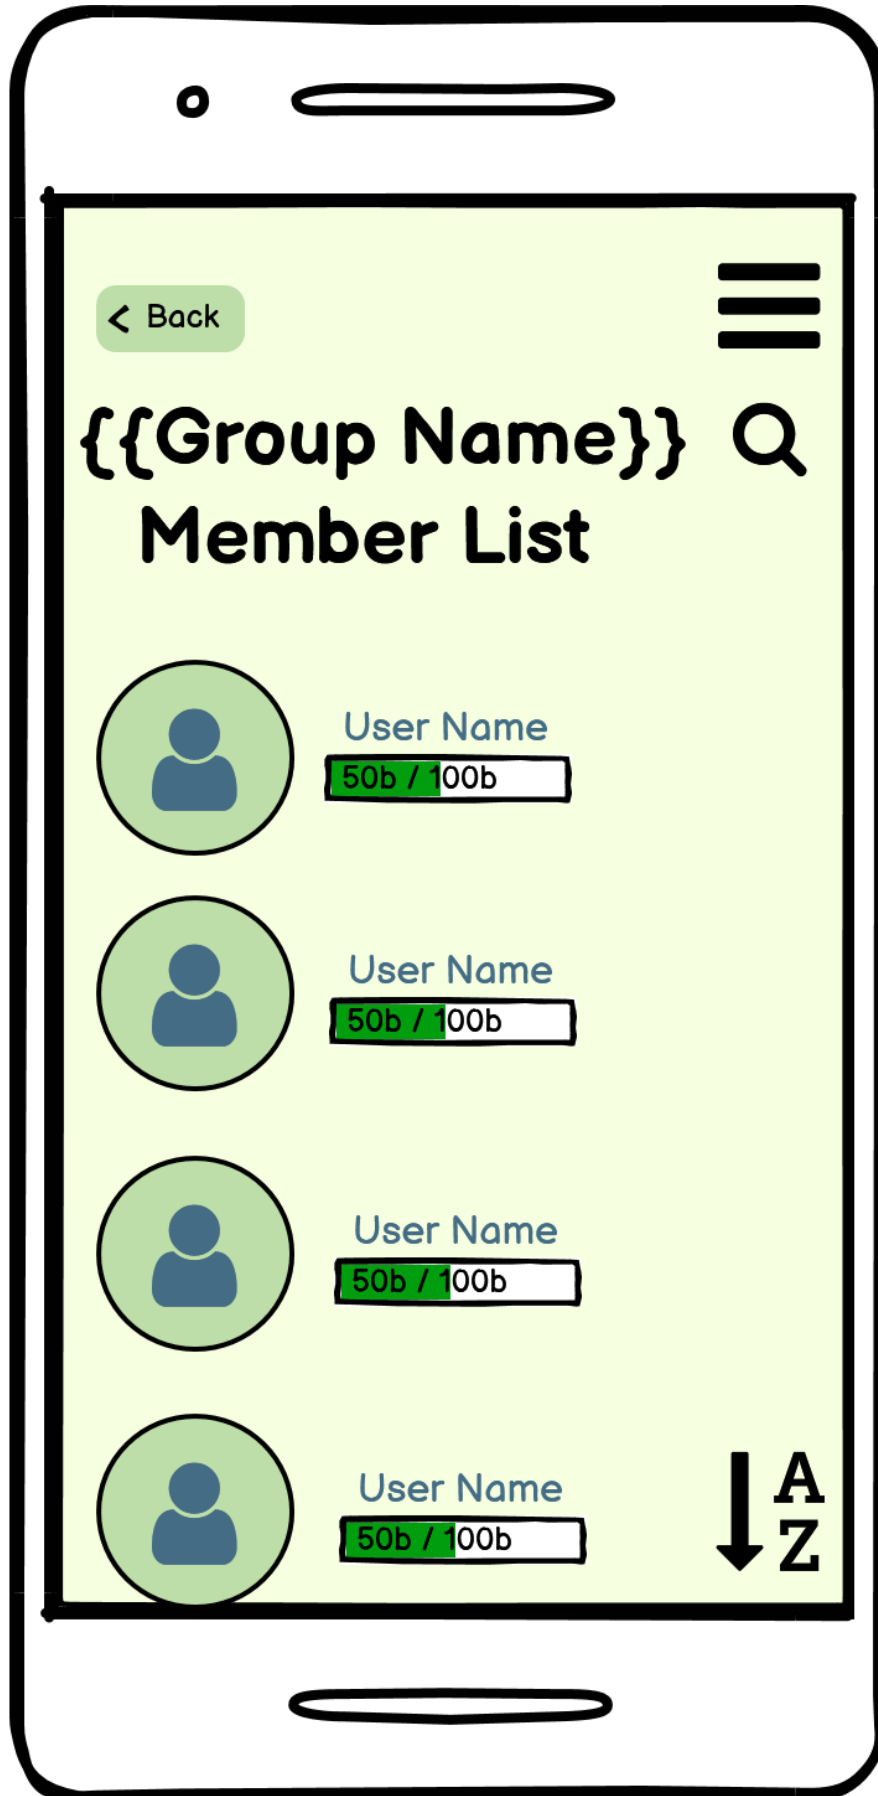 Back
{{Group Name}}
Member List
User Name
50b / 100b
User Name
50b / 100b
User Name
50b / 100b
User Name
50b / 100b
A
Z